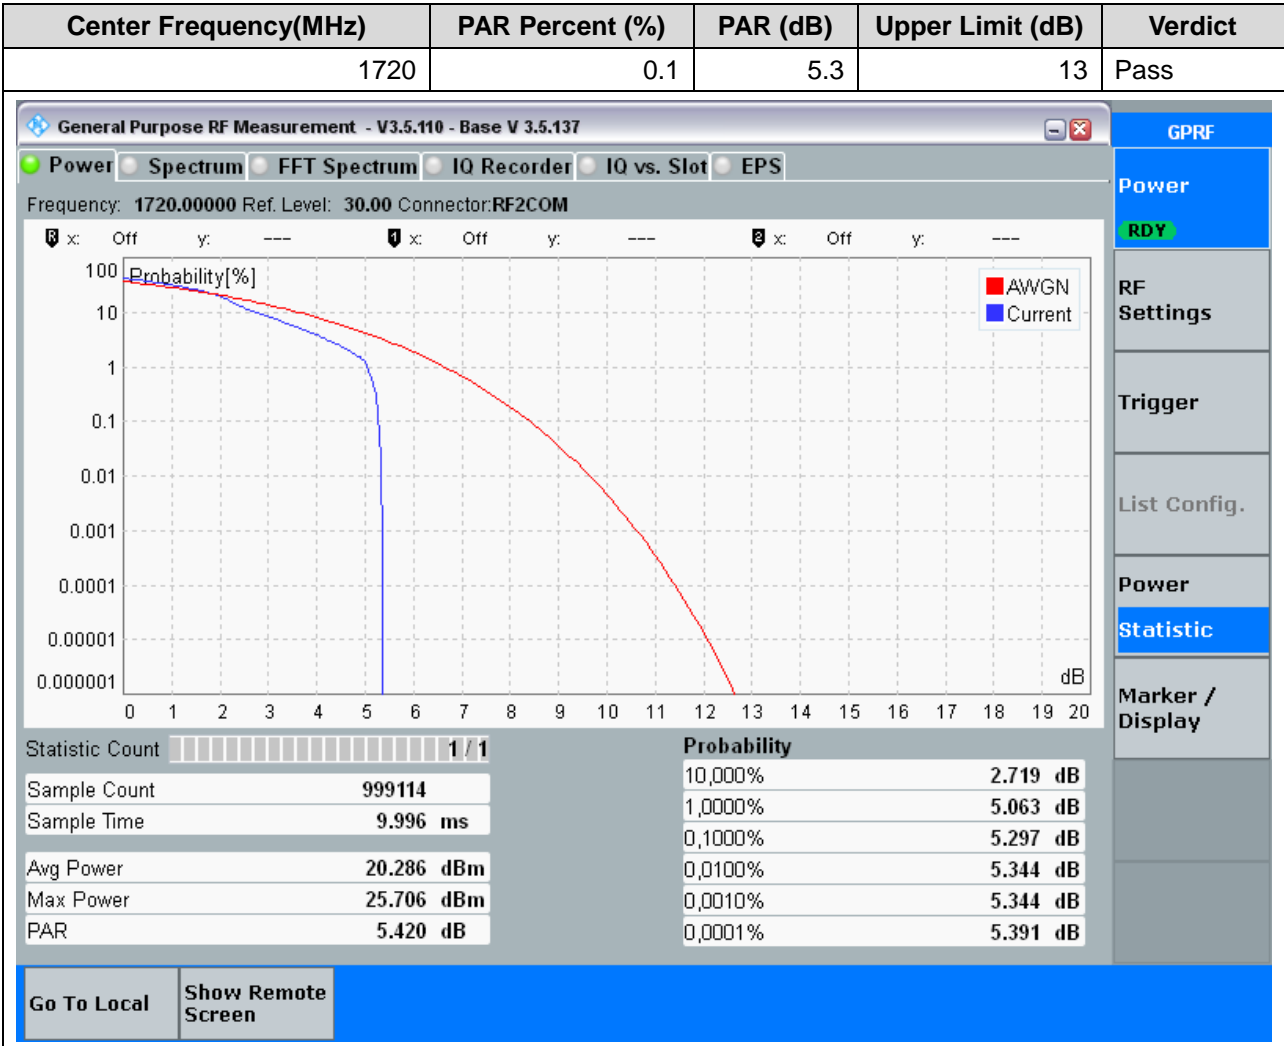 Center Frequency(MHz) PAR Percent (%) PAR (dB) Upper Limit (dB) Verdict
1720 0.1 5.3 13 Pass
General Purpose RF Measurement - V3.5.110 - Base V 3.5.137
GPRF
Power Spectrum FFT Spectrum IQ Recorder IQ vs. Slot EPS
Power
RDY
Frequency: 1720.00000 Ref. Level: 30.00 Connector:RF2COM
R x: Off y: --- 1 x: Off y: --- 2 x: Off y: ---
Probability[%]
AWGN
Current
100
10
1
0.1
0.01
0.001
0.0001
0.00001
0.000001
dB
0 1 2 3 4 5 6 7 8 9 10 11 12 13 14 15 16 17 18 19 20
RF
Settings
Trigger
List Config.
Power
Statistic
Marker /
Display
Statistic Count 1 / 1
Sample Count 999114
Sample Time 9.996 ms
Avg Power 20.286 dBm
Max Power 25.706 dBm
PAR 5.420 dB
Probability
10,000% 2.719 dB
1,0000% 5.063 dB
0,1000% 5.297 dB
0,0100% 5.344 dB
0,0010% 5.344 dB
0,0001% 5.391 dB
Go To Local
Show Remote
Screen